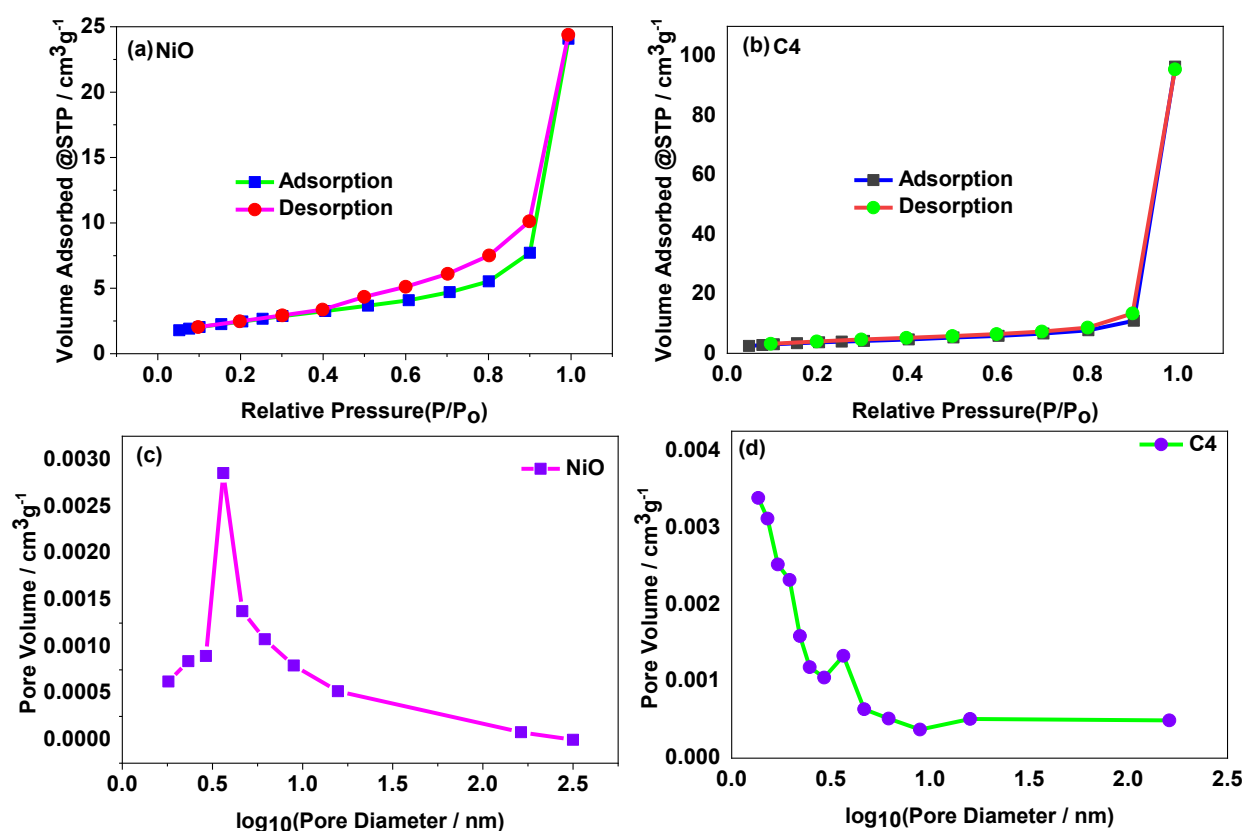 (a) NiO
Volume Adsorbed @STP / cm3g-1
25
20
15
10
5
0
Adsorption
Desorption
0.0 0.2 0.4 0.6 0.8 1.0
Relative Pressure(P/Po)
(b) C4
Volume Adsorbed @STP / cm3g-1
100
80
60
40
20
0
Adsorption
Desorption
0.0 0.2 0.4 0.6 0.8 1.0
Relative Pressure(P/Po)
(c)
NiO
Pore Volume / cm3g-1
0.0030
0.0025
0.0020
0.0015
0.0010
0.0005
0.0000
0.0 0.5 1.0 1.5 2.0 2.5
log10(Pore Diameter / nm)
(d)
C4
Pore Volume / cm3g-1
0.004
0.003
0.002
0.001
0.000
0.0 0.5 1.0 1.5 2.0 2.5
log10(Pore Diameter / nm)